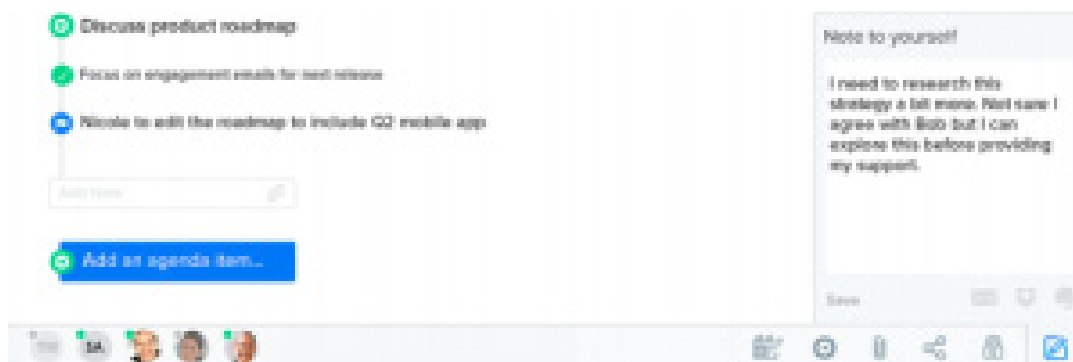 Discuss product roadmap
Focus on engagement emails for next release
Nicole to edit the roadmap to include Q2 mobile app
Add an agenda item...
Note to yourself
I need to research this
strategy a bit more. Not sure I
agree with Bob but I can
explore this before providing
my support.
Save
SA